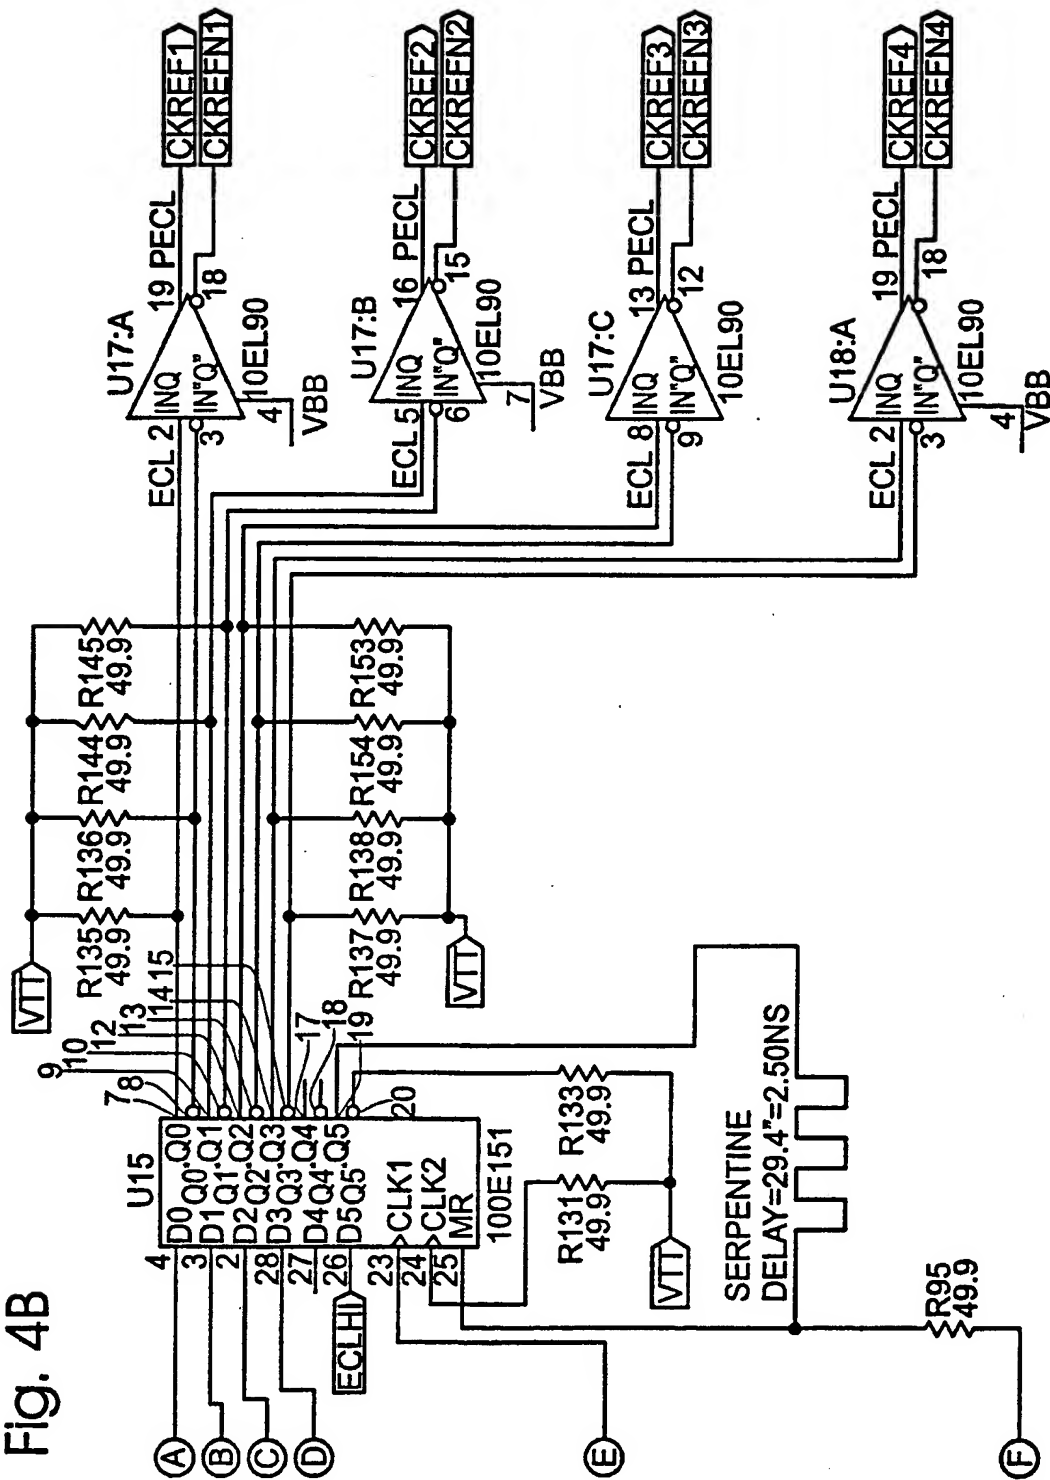 Fig. 4B
A
B
C
D
E
F
ECLHI
4
3
2
28
27
26
23
24
25
U15
D0
D1
D2
D3
D4
D5
CLK1
CLK2
MR
Q0
Q0
Q1
Q1
Q2
Q2
Q3
Q3
Q4
Q4
Q5
Q5
100E151
7
8
9
10
12
13
14
15
17
18
19
20
VTT
R135
49.9
R136
49.9
R144
49.9
R145
49.9
R137
49.9
R138
49.9
R154
49.9
R153
49.9
VTT
R131
49.9
R133
49.9
VTT
SERPENTINE
DELAY=29.4"=2.50NS
R95
49.9
U17:A
ECL 2
3
INQ
IN"Q"
19 PECL
18
10EL90
4
VBB
CKREF1
CKREFN1
U17:B
ECL 5
6
INQ
IN"Q"
16 PECL
15
10EL90
7
VBB
CKREF2
CKREFN2
U17:C
ECL 8
9
INQ
IN"Q"
13 PECL
12
10EL90
CKREF3
CKREFN3
U18:A
ECL 2
3
INQ
IN"Q"
19 PECL
18
10EL90
4
VBB
CKREF4
CKREFN4